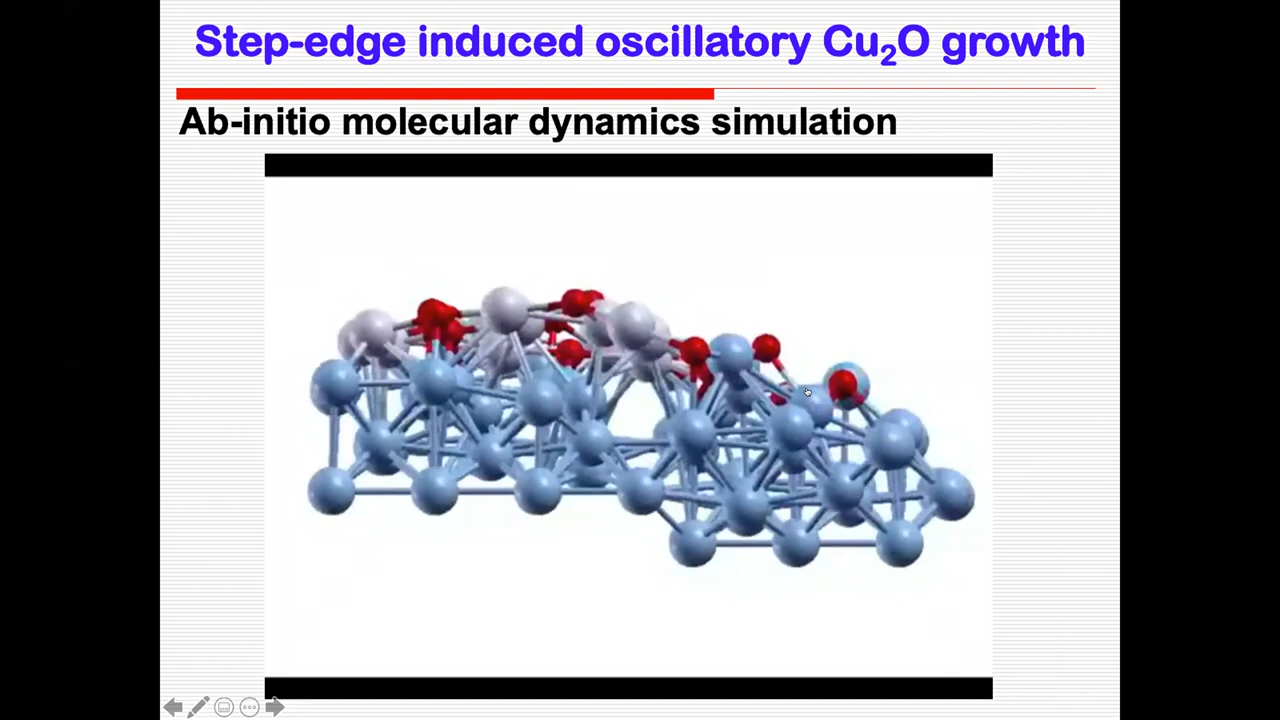 Step-edge induced oscillatory Cu₂O growth
Ab-initio molecular dynamics simulation